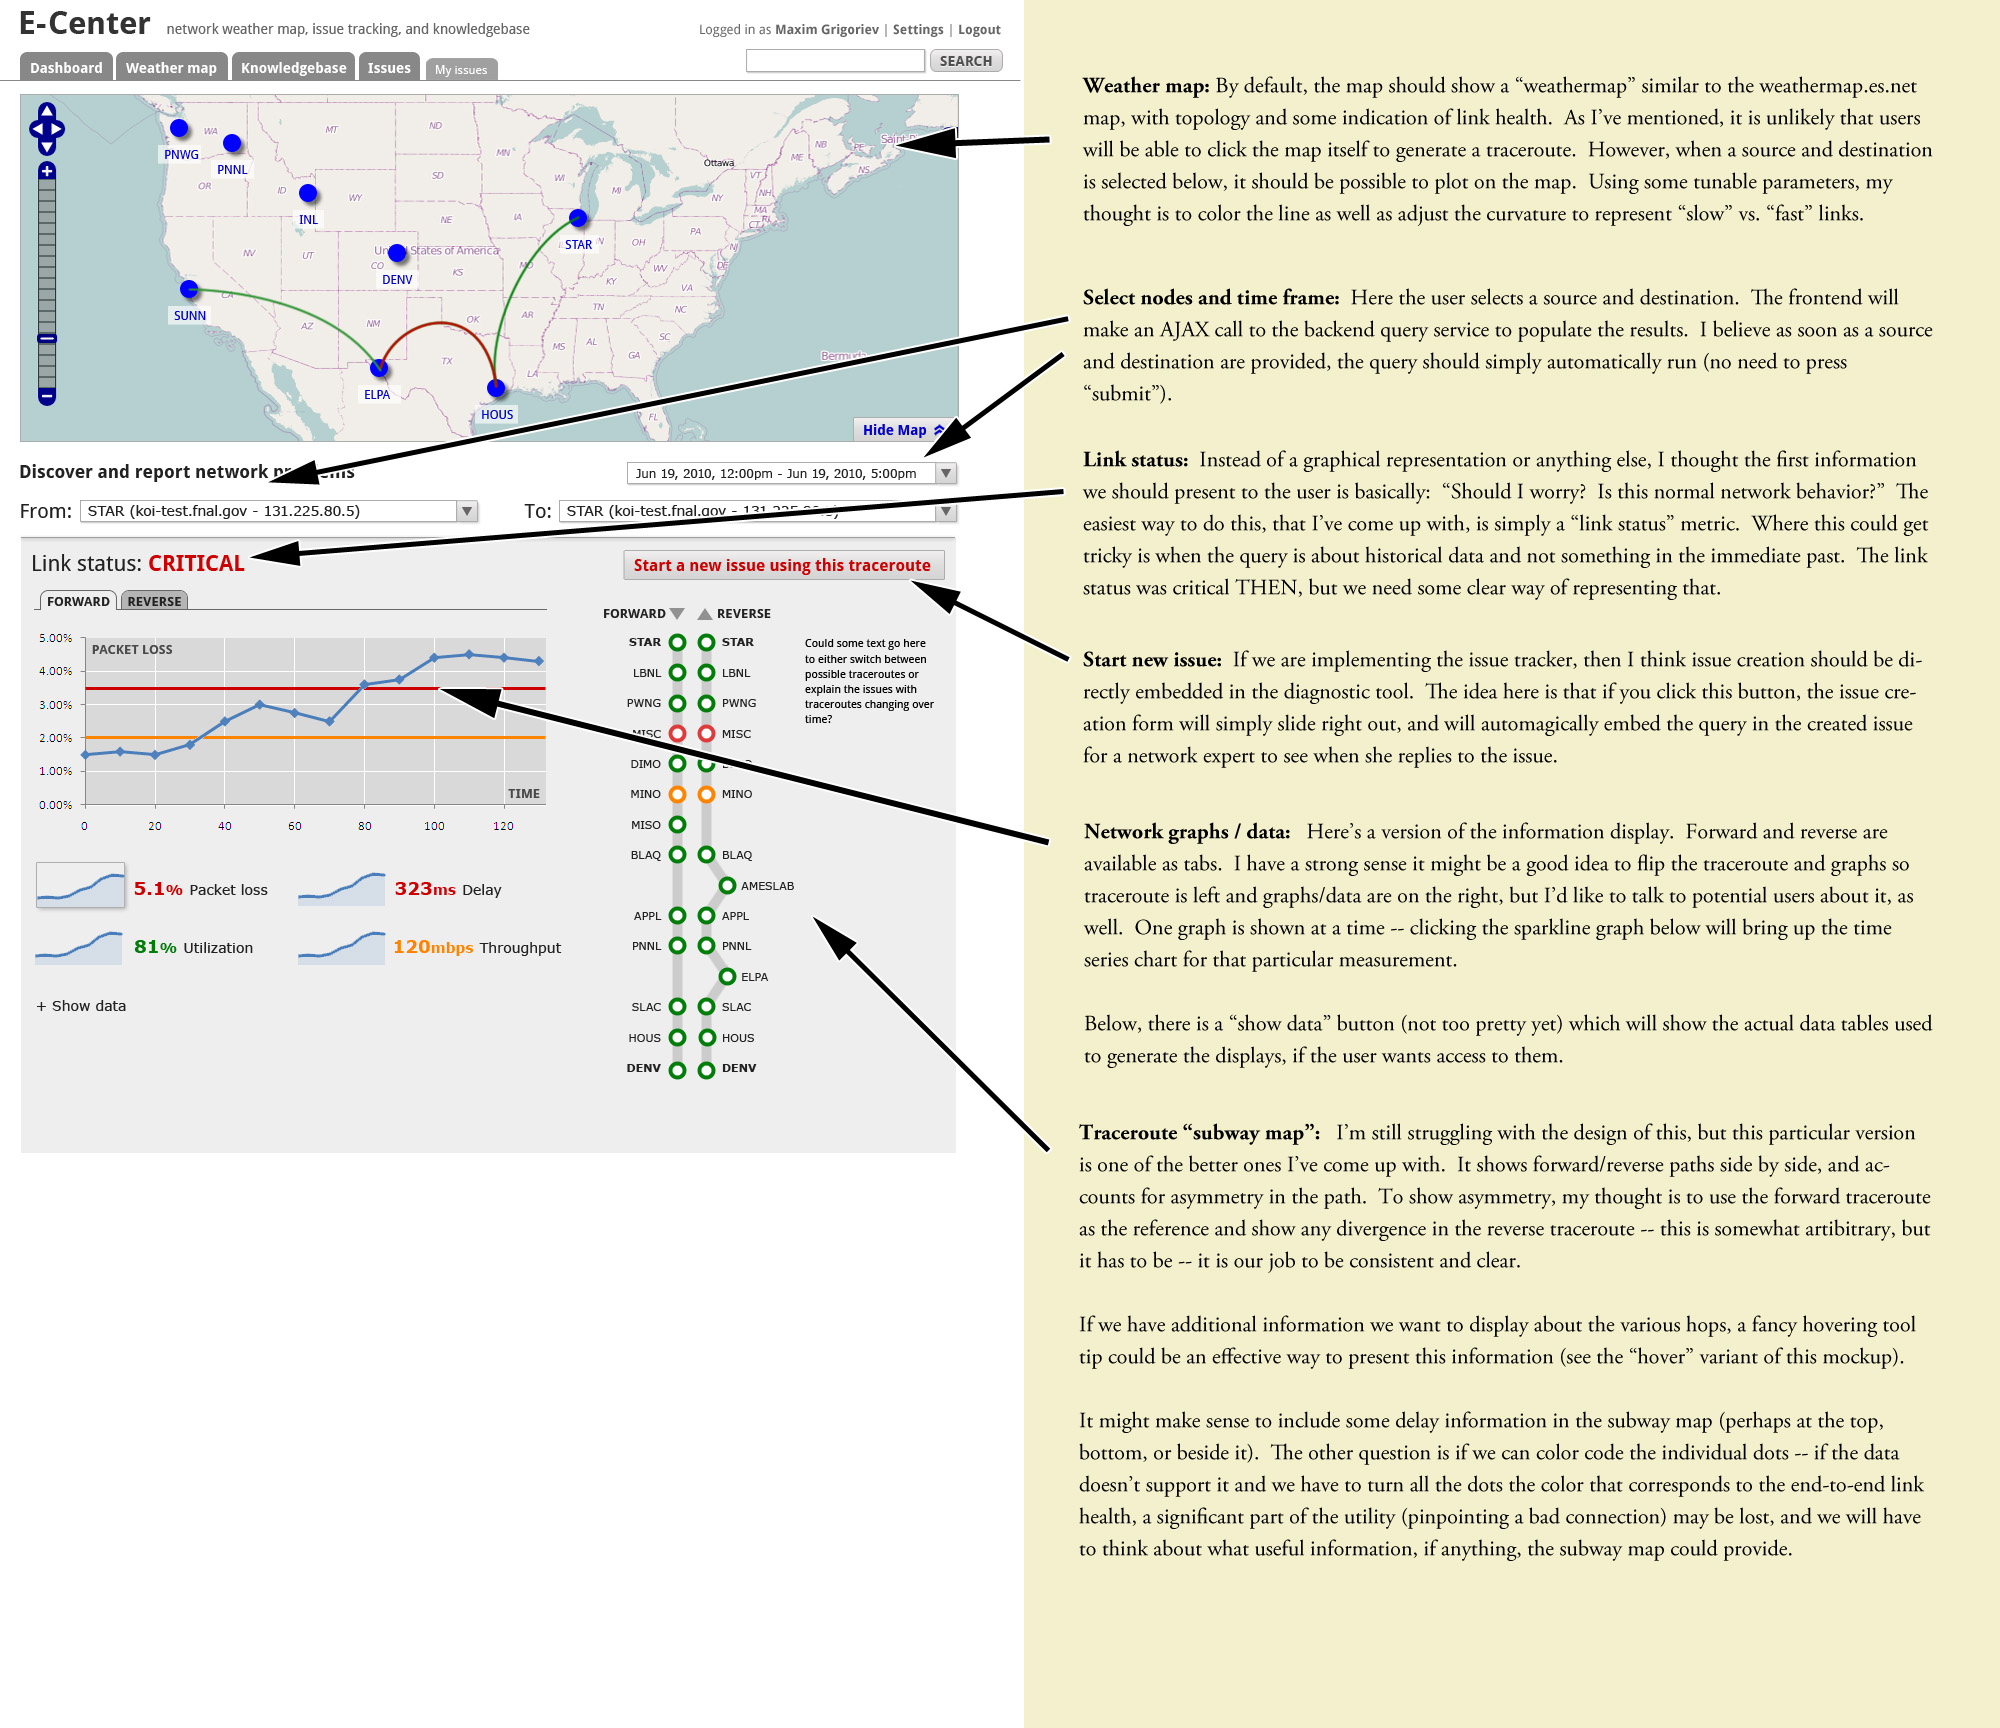 E-Center network weather map, issue tracking, and knowledgebase
Logged in as Maxim Grigoriev | Settings | Logout
Dashboard Weather map Knowledgebase Issues My issues
SEARCH
WA
MT
ND
MN
OR
ID
SD
WI
MI
Ottawa
NB
PE
ME
NS
VT
NH
MA
CT
NY
WY
NE
IA
PA
NJ
NV
UT
CO
United States of America
KS
MO
OH
DE
WV
KY
VA
CA
AZ
NM
OK
AR
TN
NC
SC
TX
MS
AL
GA
LA
FL
Bermuda
PNWG
PNNL
INL
STAR
DENV
SUNN
ELPA
HOUS
Hide Map
Discover and report network problems
Jun 19, 2010, 12:00pm - Jun 19, 2010, 5:00pm
From: STAR (koi-test.fnal.gov - 131.225.80.5)
To: STAR (koi-test.fnal.gov - 131.225.80.5)
Link status: CRITICAL
Start a new issue using this traceroute
FORWARD REVERSE
5.00%
4.00%
3.00%
2.00%
1.00%
0.00%
PACKET LOSS
TIME
0 20 40 60 80 100 120
5.1% Packet loss
323ms Delay
81% Utilization
120mbps Throughput
+ Show data
FORWARD REVERSE
STAR STAR
LBNL LBNL
PWNG PWNG
MISC MISC
DIMO
MINO MINO
MISO
BLAQ BLAQ
AMESLAB
APPL APPL
PNNL PNNL
ELPA
SLAC SLAC
HOUS HOUS
DENV DENV
Could some text go here
to either switch between
possible traceroutes or
explain the issues with
traceroutes changing over
time?
Weather map: By default, the map should show a “weathermap” similar to the weathermap.es.net
map, with topology and some indication of link health. As I’ve mentioned, it is unlikely that users
will be able to click the map itself to generate a traceroute. However, when a source and destination
is selected below, it should be possible to plot on the map. Using some tunable parameters, my
thought is to color the line as well as adjust the curvature to represent “slow” vs. “fast” links.
Select nodes and time frame: Here the user selects a source and destination. The frontend will
make an AJAX call to the backend query service to populate the results. I believe as soon as a source
and destination are provided, the query should simply automatically run (no need to press
“submit”).
Link status: Instead of a graphical representation or anything else, I thought the first information
we should present to the user is basically: “Should I worry? Is this normal network behavior?” The
easiest way to do this, that I’ve come up with, is simply a “link status” metric. Where this could get
tricky is when the query is about historical data and not something in the immediate past. The link
status was critical THEN, but we need some clear way of representing that.
Start new issue: If we are implementing the issue tracker, then I think issue creation should be di-
rectly embedded in the diagnostic tool. The idea here is that if you click this button, the issue cre-
ation form will simply slide right out, and will automagically embed the query in the created issue
for a network expert to see when she replies to the issue.
Network graphs / data: Here’s a version of the information display. Forward and reverse are
available as tabs. I have a strong sense it might be a good idea to flip the traceroute and graphs so
traceroute is left and graphs/data are on the right, but I’d like to talk to potential users about it, as
well. One graph is shown at a time -- clicking the sparkline graph below will bring up the time
series chart for that particular measurement.
Below, there is a “show data” button (not too pretty yet) which will show the actual data tables used
to generate the displays, if the user wants access to them.
Traceroute “subway map”: I’m still struggling with the design of this, but this particular version
is one of the better ones I’ve come up with. It shows forward/reverse paths side by side, and ac-
counts for asymmetry in the path. To show asymmetry, my thought is to use the forward traceroute
as the reference and show any divergence in the reverse traceroute -- this is somewhat artibitrary, but
it has to be -- it is our job to be consistent and clear.
If we have additional information we want to display about the various hops, a fancy hovering tool
tip could be an effective way to present this information (see the “hover” variant of this mockup).
It might make sense to include some delay information in the subway map (perhaps at the top,
bottom, or beside it). The other question is if we can color code the individual dots -- if the data
doesn’t support it and we have to turn all the dots the color that corresponds to the end-to-end link
health, a significant part of the utility (pinpointing a bad connection) may be lost, and we will have
to think about what useful information, if anything, the subway map could provide.